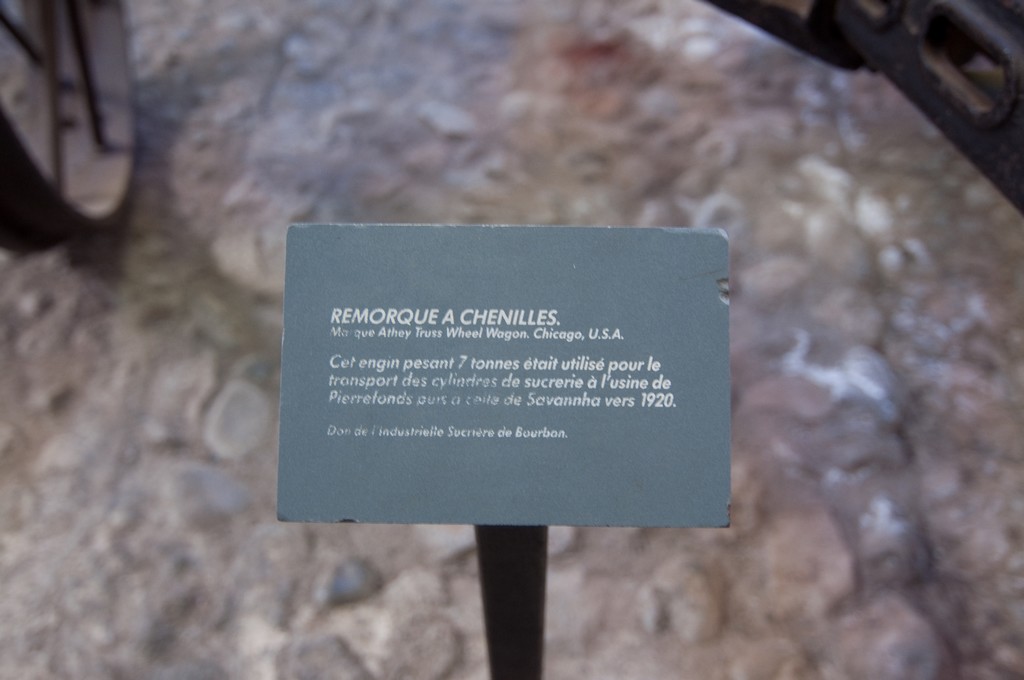 REMORQUE A CHENILLES.
Marque Athey Truss Wheel Wagon. Chicago, U.S.A.
Cet engin pesant 7 tonnes était utilisé pour le
transport des cylindres de sucrerie à l'usine de
Pierrefonds puis à celle de Savannha vers 1920.
Don de l'Industrielle Sucrière de Bourbon.